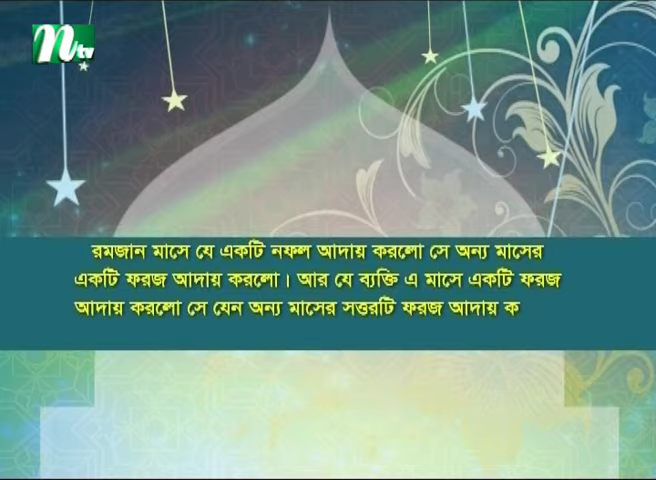 ntv
রমজান মাসে যে একটি নফল আদায় করলো সে অন্য মাসের
একটি ফরজ আদায় করলো। আর যে ব্যক্তি এ মাসে একটি ফরজ
আদায় করলো সে যেন অন্য মাসের সত্তরটি ফরজ আদায় ক